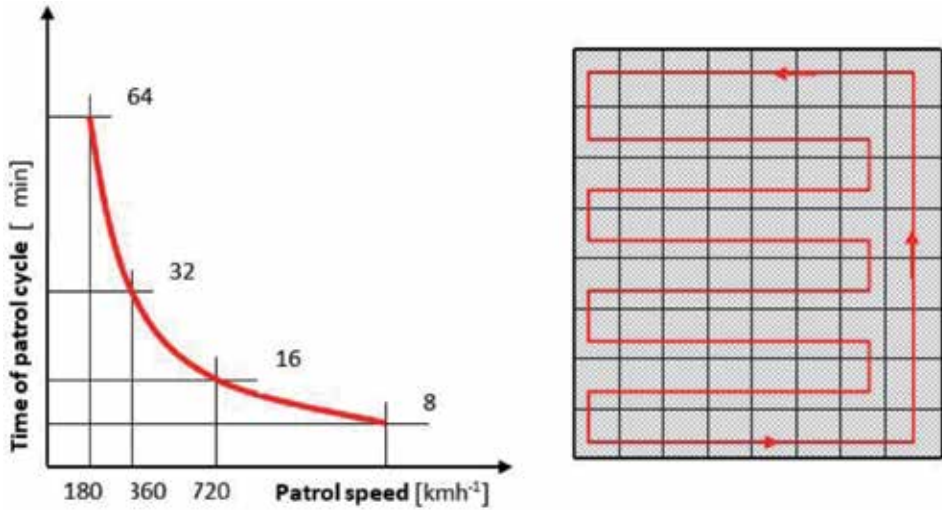 64
32
16
8
Time of patrol cycle [ min]
180 360 720 Patrol speed [kmh-1]